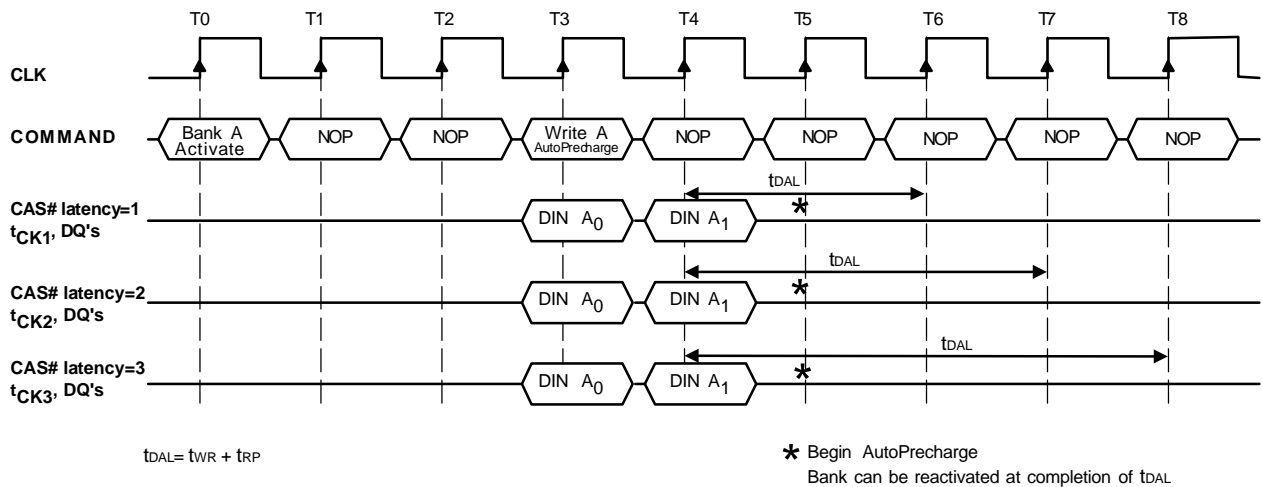 T0 T1 T2 T3 T4 T5 T6 T7 T8
CLK
COMMAND
Bank A
Activate
NOP
NOP
Write A
AutoPrecharge
NOP
NOP
NOP
NOP
NOP
tDAL
CAS# latency=1
tCK1, DQ's
DIN A0
DIN A1
*
tDAL
CAS# latency=2
tCK2, DQ's
DIN A0
DIN A1
*
tDAL
CAS# latency=3
tCK3, DQ's
DIN A0
DIN A1
*
tDAL= tWR + tRP
* Begin AutoPrecharge
Bank can be reactivated at completion of tDAL